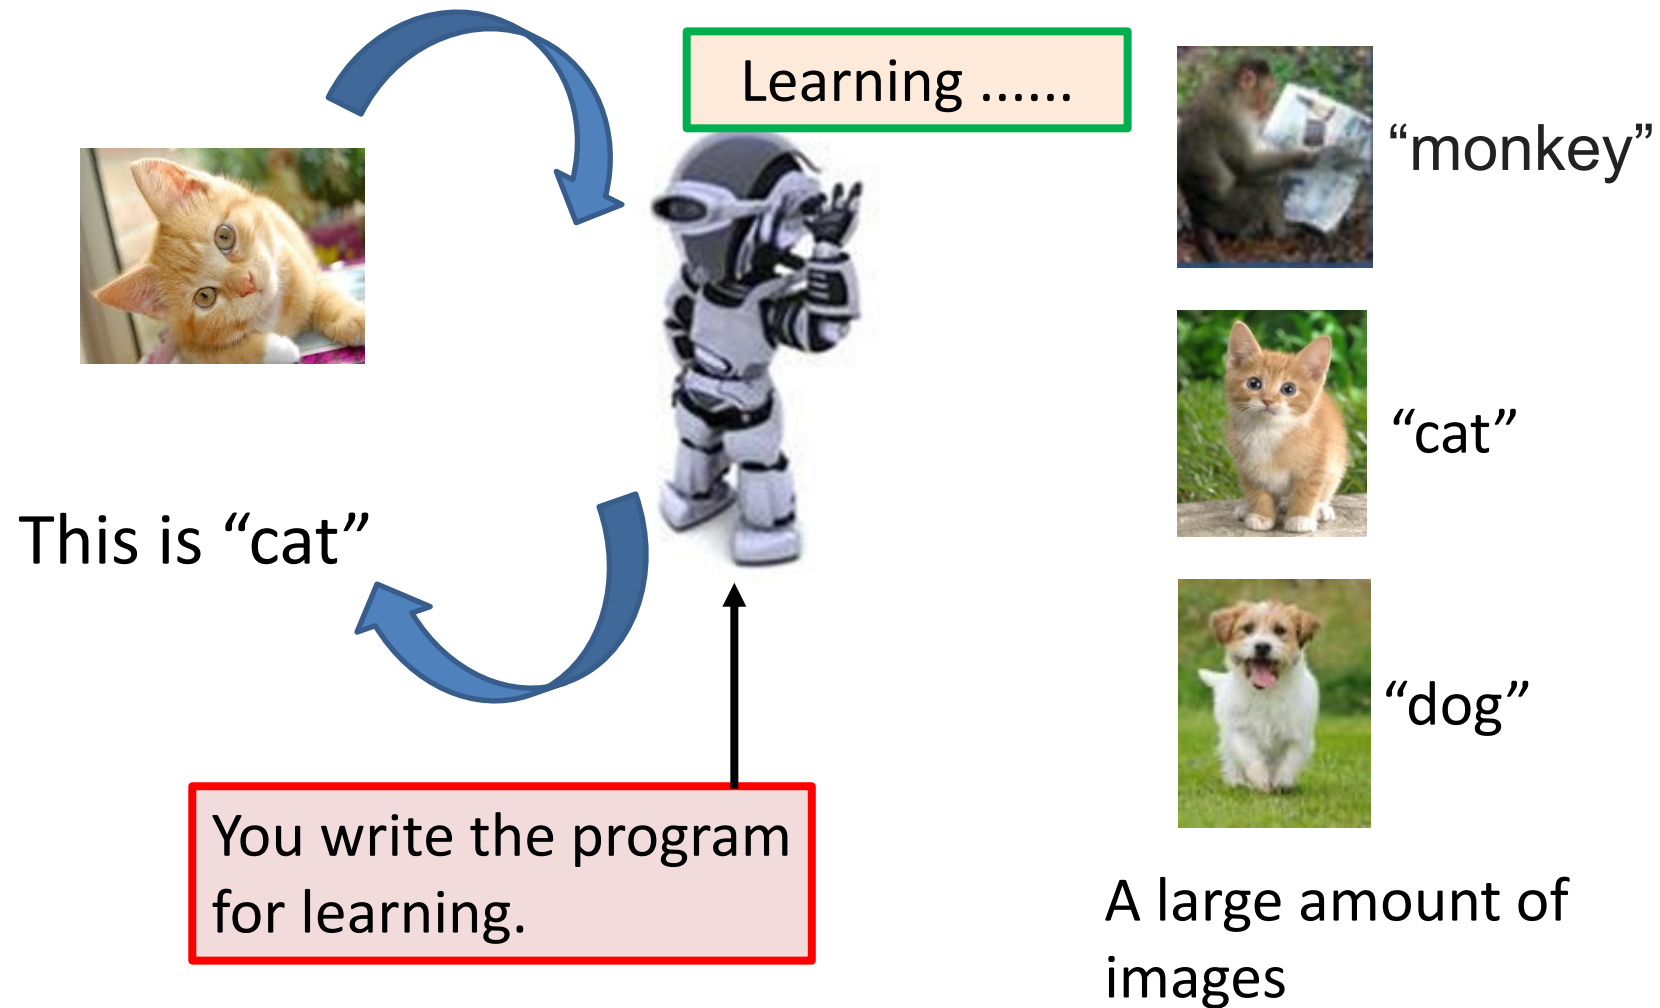 Learning ......
“monkey”
“cat”
This is “cat”
“dog”
You write the program
for learning.
A large amount of
images